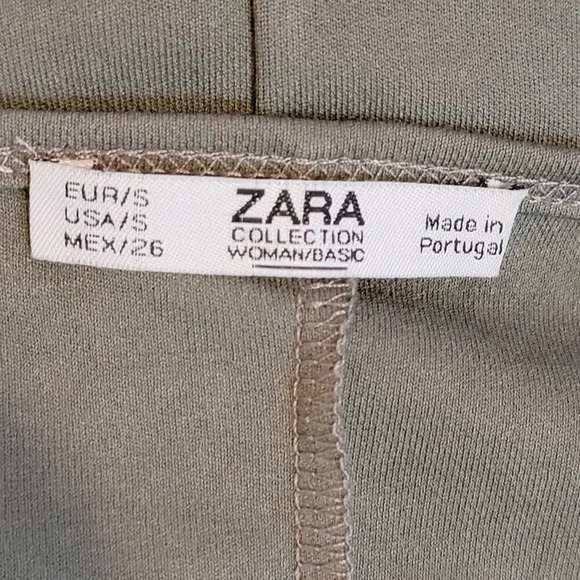 EUR/S
USA/S
MEX/26
ZARA
COLLECTION
WOMAN/BASIC
Made in
Portugal